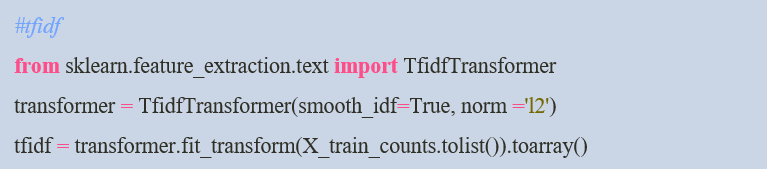 #tfidf
from sklearn.feature_extraction.text import TfidfTransformer
transformer = TfidfTransformer(smooth_idf=True, norm ='l2')
tfidf = transformer.fit_transform(X_train_counts.tolist()).toarray()